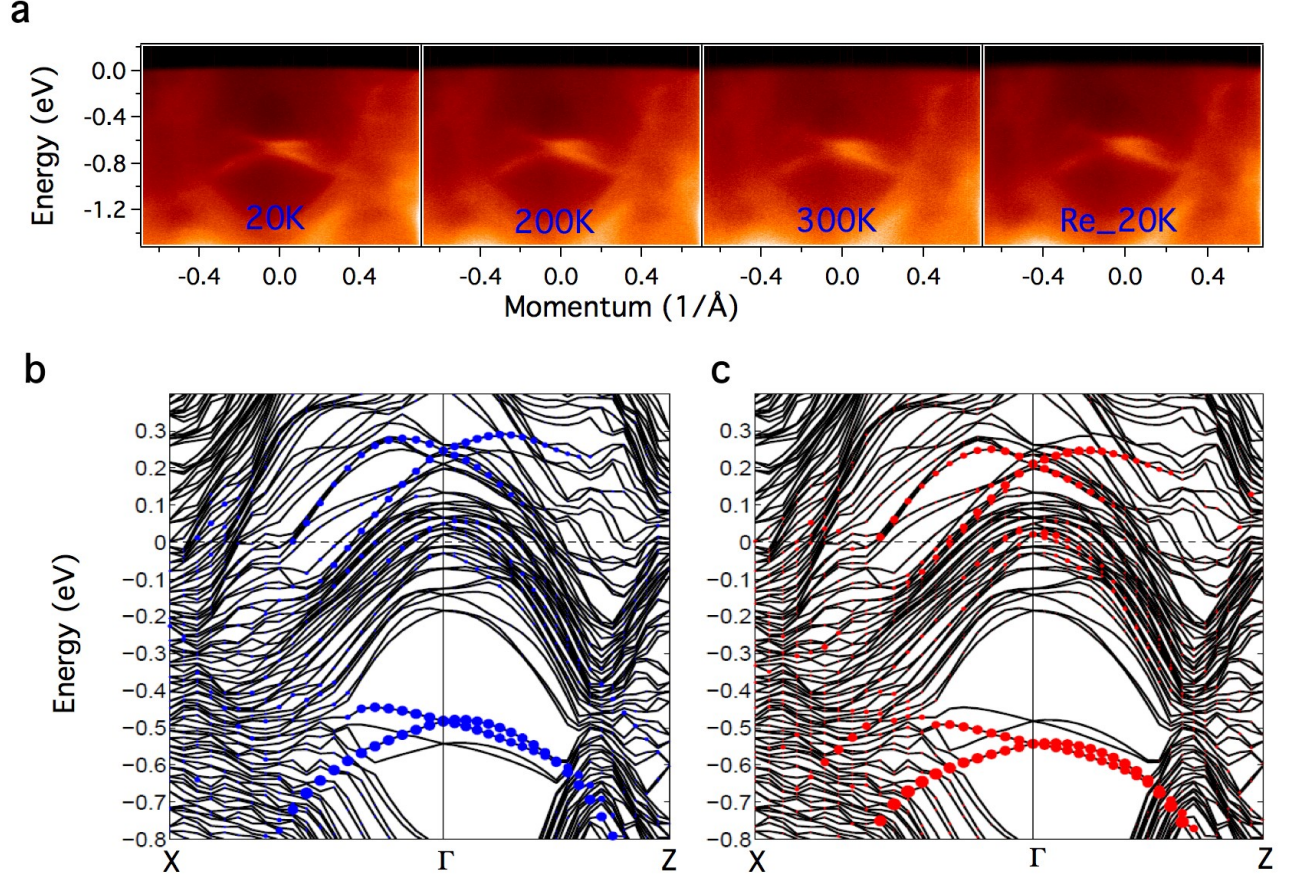 a
Energy (eV)
0.0
-0.4
-0.8
-1.2
20K
200K
300K
Re_20K
-0.4 0.0 0.4 -0.4 0.0 0.4 -0.4 0.0 0.4 -0.4 0.0 0.4
Momentum (1/Å)
b
Energy (eV)
0.3
0.2
0.1
0
−0.1
−0.2
−0.3
−0.4
−0.5
−0.6
−0.7
−0.8
X Γ Z
c
0.3
0.2
0.1
0
−0.1
−0.2
−0.3
−0.4
−0.5
−0.6
−0.7
−0.8
X Γ Z